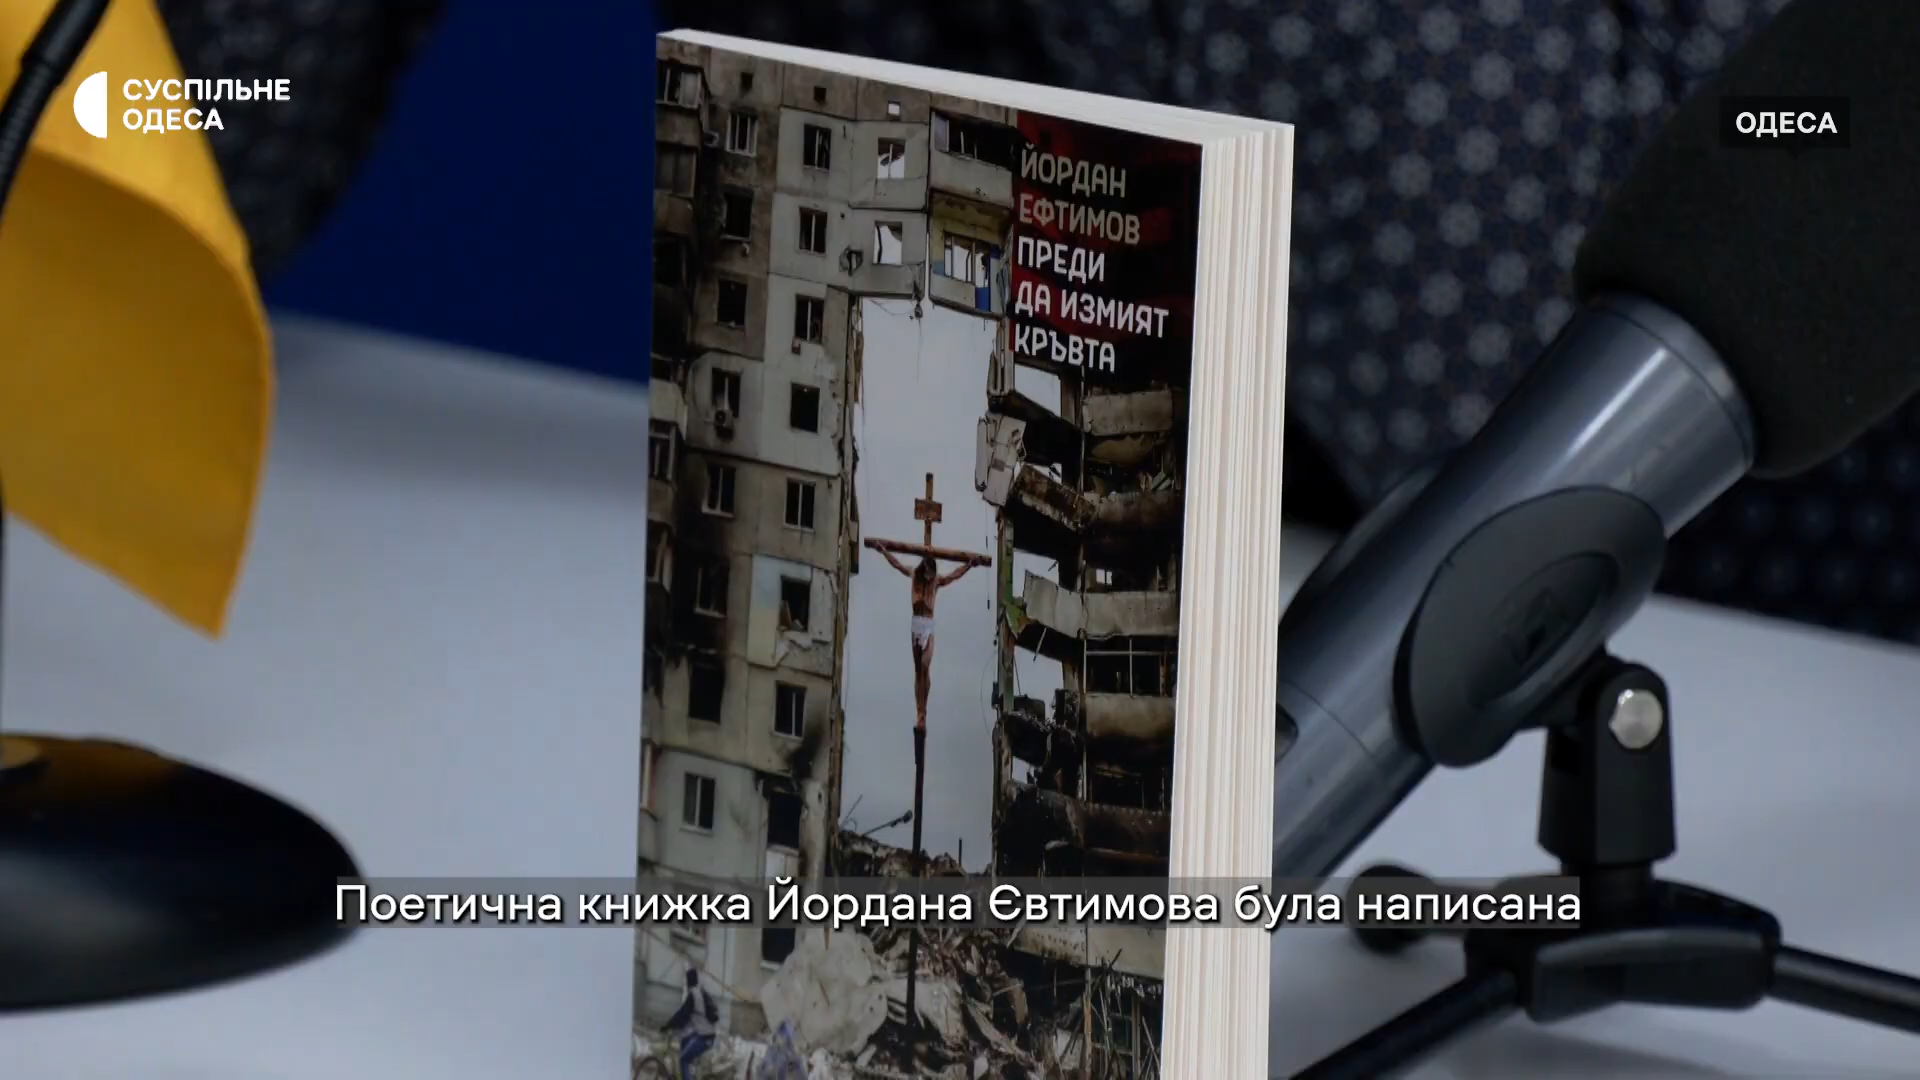 СУСПІЛЬНЕ
ОДЕСА
ОДЕСА
ЙОРДАН
ЕФТИМОВ
ПРЕДИ
ДА ИЗМИЯТ
КРЪВТА
Поетична книжка Йордана Євтимова була написана